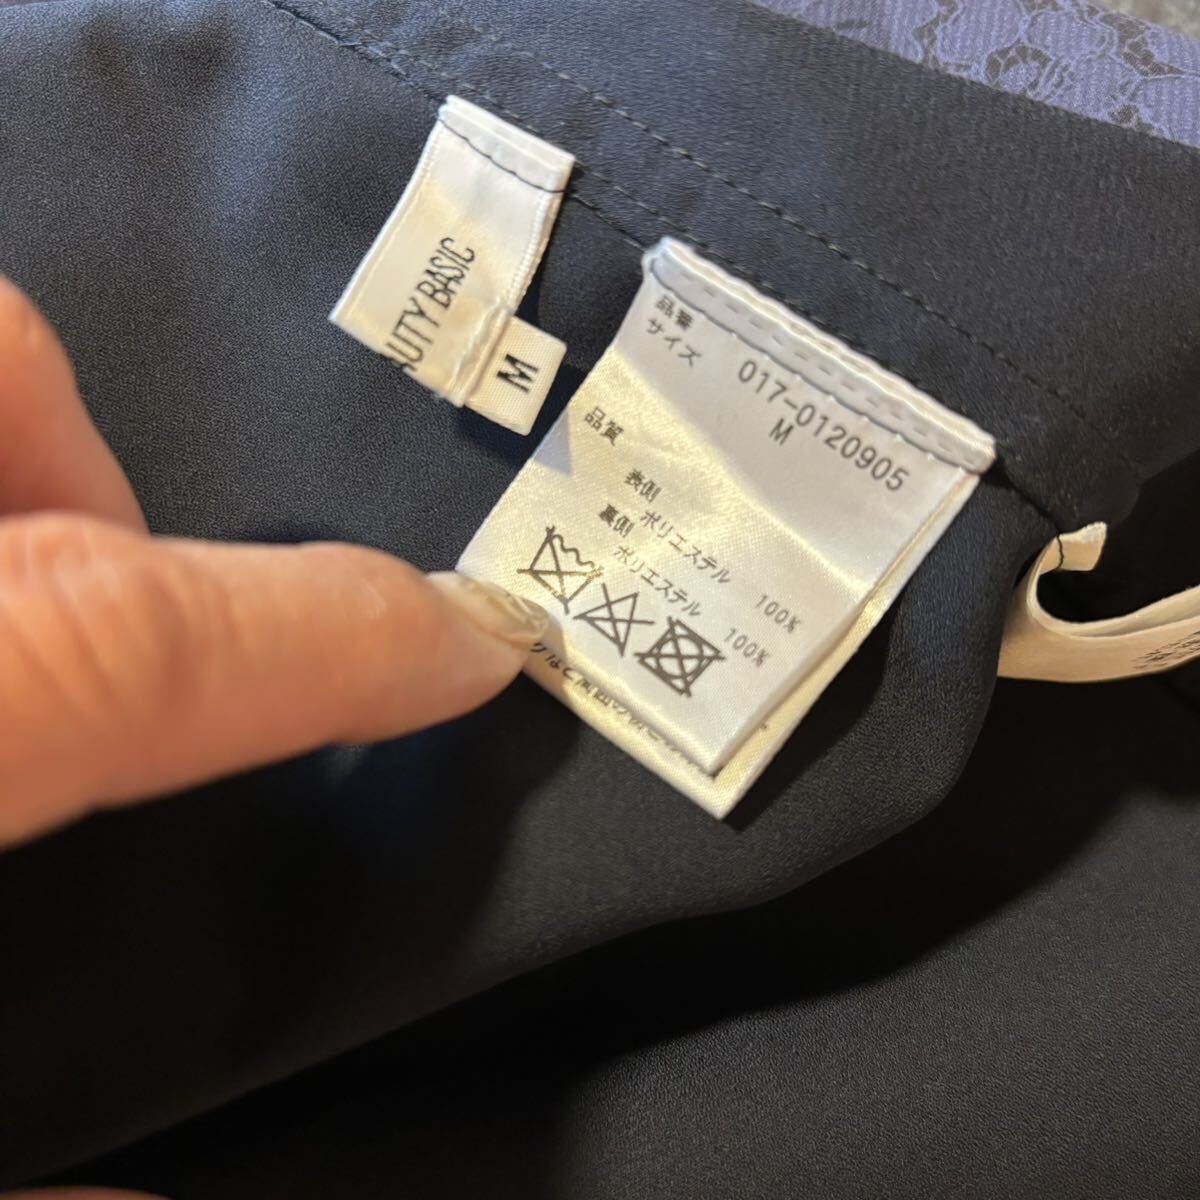 UTY BASIC
M
品番 017-0120905
サイズ M
品質
表側
ポリエステル 100%
裏側
ポリエステル 100%